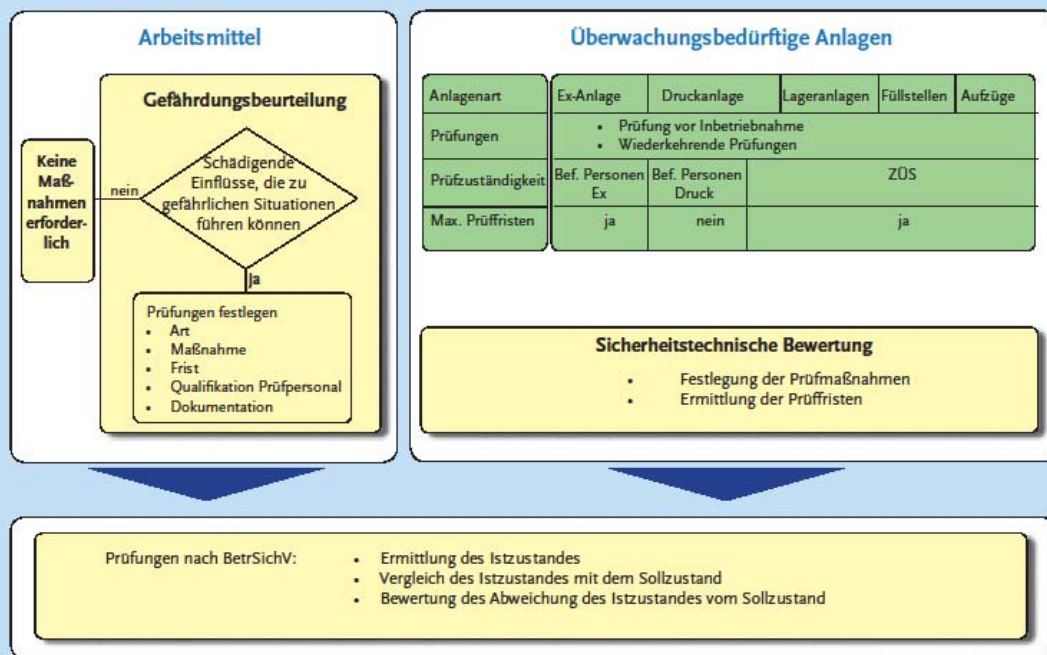 Arbeitsmittel
Gefährdungsbeurteilung
Keine
Maß-
nahmen
erforder-
lich
nein
Schädigende
Einflüsse, die zu
gefährlichen Situationen
führen können
Ja
Prüfungen festlegen
• Art
• Maßnahme
• Frist
• Qualifikation Prüfpersonal
• Dokumentation
Überwachungsbedürftige Anlagen
Anlagenart Ex-Anlage Druckanlage Lageranlagen Füllstellen Aufzüge
Prüfungen
• Prüfung vor Inbetriebnahme
• Wiederkehrende Prüfungen
Prüfzuständigkeit
Bef. Personen
Ex
Bef. Personen
Druck
ZÜS
Max. Prüffristen ja nein ja
Sicherheitstechnische Bewertung
• Festlegung der Prüfmaßnahmen
• Ermittlung der Prüffristen
Prüfungen nach BetrSichV: • Ermittlung des Istzustandes
• Vergleich des Istzustandes mit dem Sollzustand
• Bewertung des Abweichung des Istzustandes vom Sollzustand